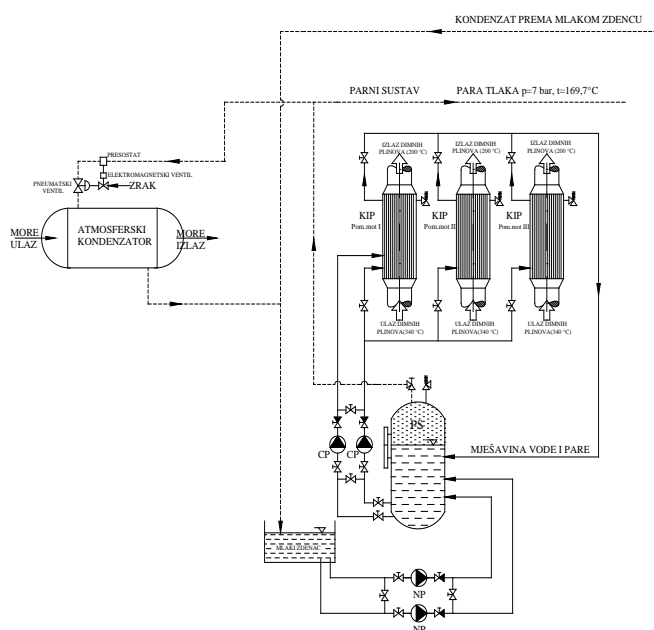 KONDENZAT PREMA MLAKOM ZDENCU
PARNI SUSTAV
PARA TLAKA p=7 bar, t=169,7°C
IZLAZ DIMNIH
PLINOVA (200 °C)
IZLAZ DIMNIH
PLINOVA (200 °C)
IZLAZ DIMNIH
PLINOVA (200 °C)
PRESOSTAT
ELEKTROMAGNETSKI VENTIL
PNEUMATSKI
VENTIL
ZRAK
KIP
Pom.mot I
KIP
Pom.mot II
KIP
Pom.mot III
MORE
ULAZ
ATMOSFERSKI
KONDENZATOR
MORE
IZLAZ
ULAZ DIMNIH
PLINOVA(340 °C)
ULAZ DIMNIH
PLINOVA(340 °C)
ULAZ DIMNIH
PLINOVA(340 °C)
PS
CP
CP
MJEŠAVINA VODE I PARE
MLAKI ZDENAC
NP
NP